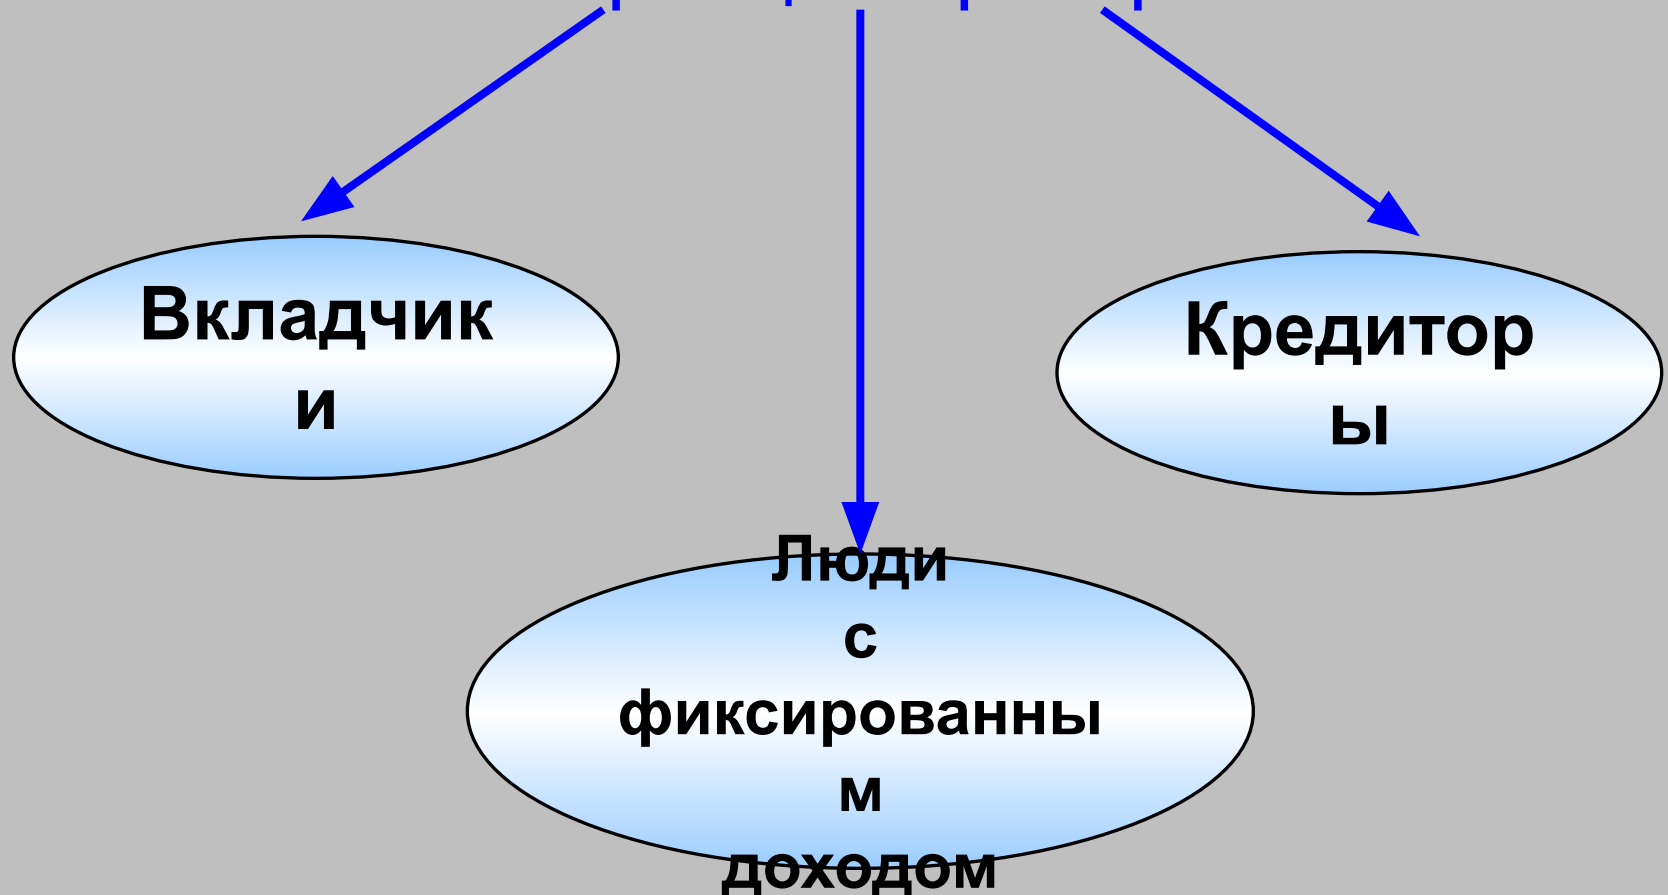 Вкладчик
и
Кредитор
ы
Люди
с
фиксированны
м
доходом